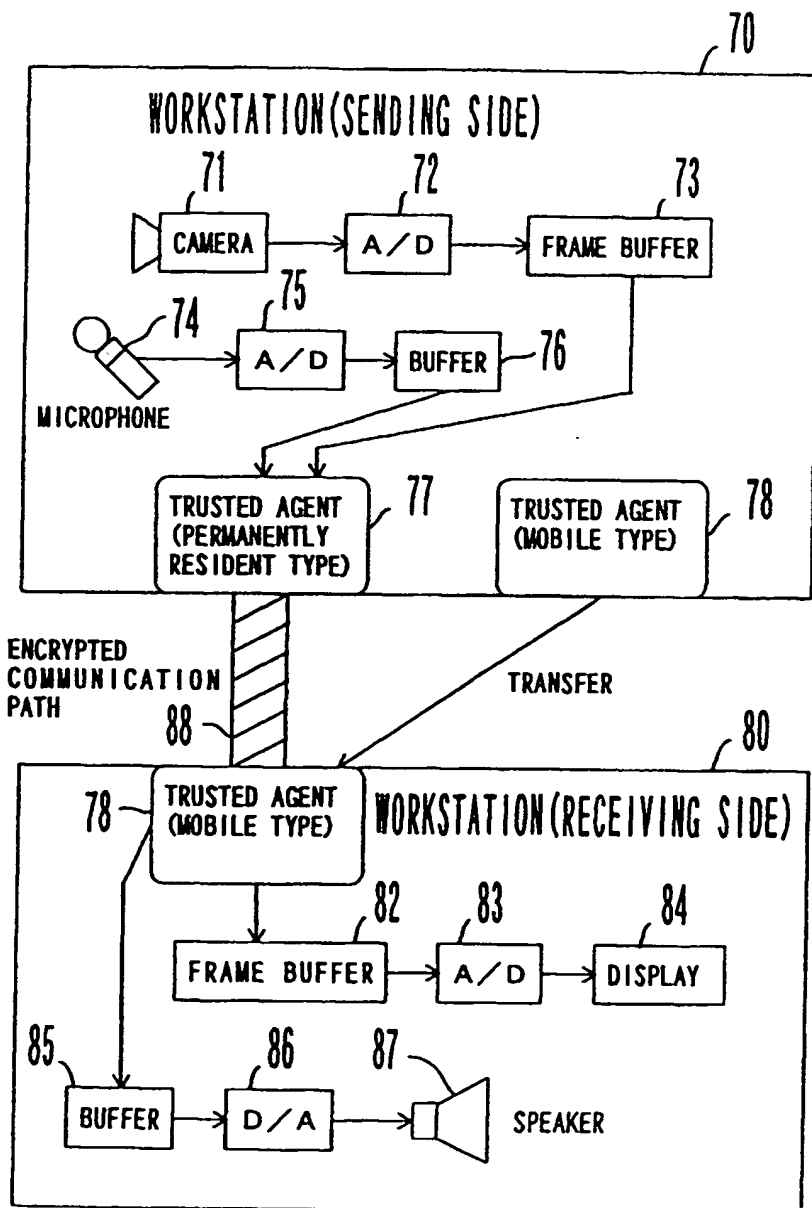 70
WORKSTATION(SENDING SIDE)
71
72
73
CAMERA
A/D
FRAME BUFFER
74
75
76
A/D
BUFFER
MICROPHONE
TRUSTED AGENT
(PERMANENTLY
RESIDENT TYPE)
77
TRUSTED AGENT
(MOBILE TYPE)
78
ENCRYPTED
COMMUNICATION
PATH
88
TRANSFER
80
78
TRUSTED AGENT
(MOBILE TYPE)
WORKSTATION(RECEIVING SIDE)
82
83
84
FRAME BUFFER
A/D
DISPLAY
85
86
87
BUFFER
D/A
SPEAKER